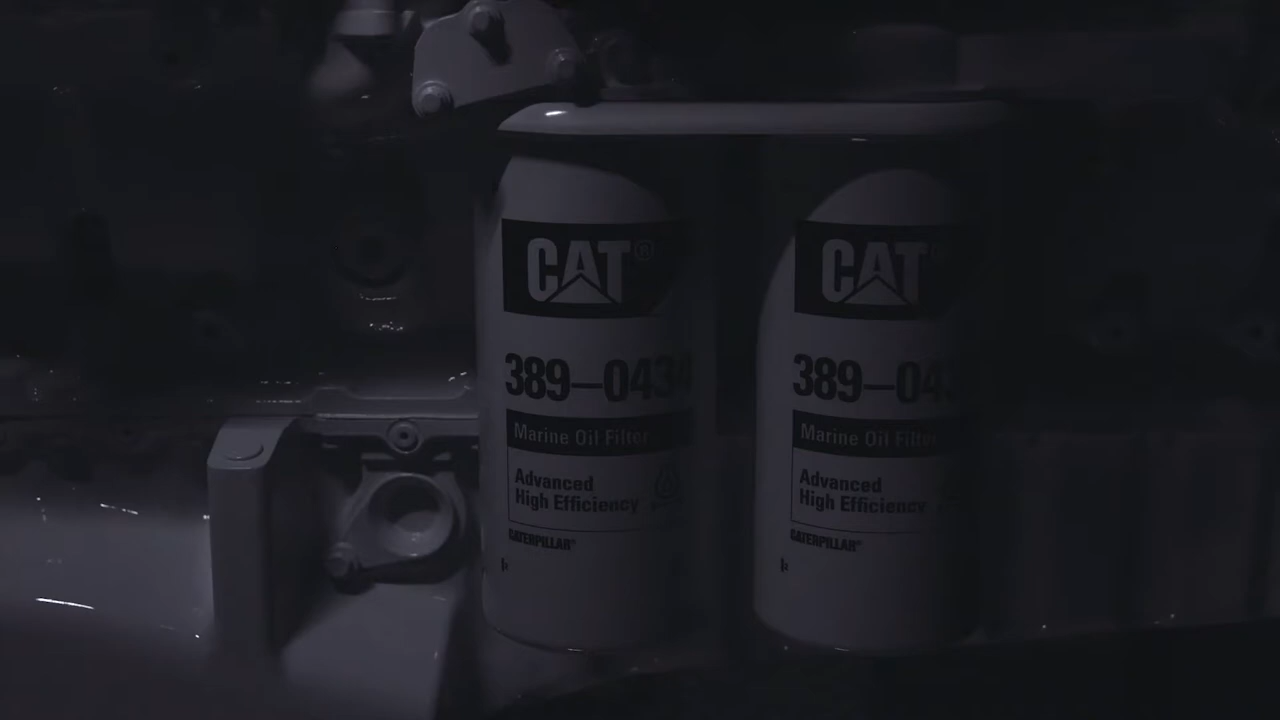 CAT®
389–0434
Marine Oil Filter
Advanced
High Efficiency
CATERPILLAR®
CAT
389–043
Marine Oil Filter
Advanced
High Efficiency
CATERPILLAR®